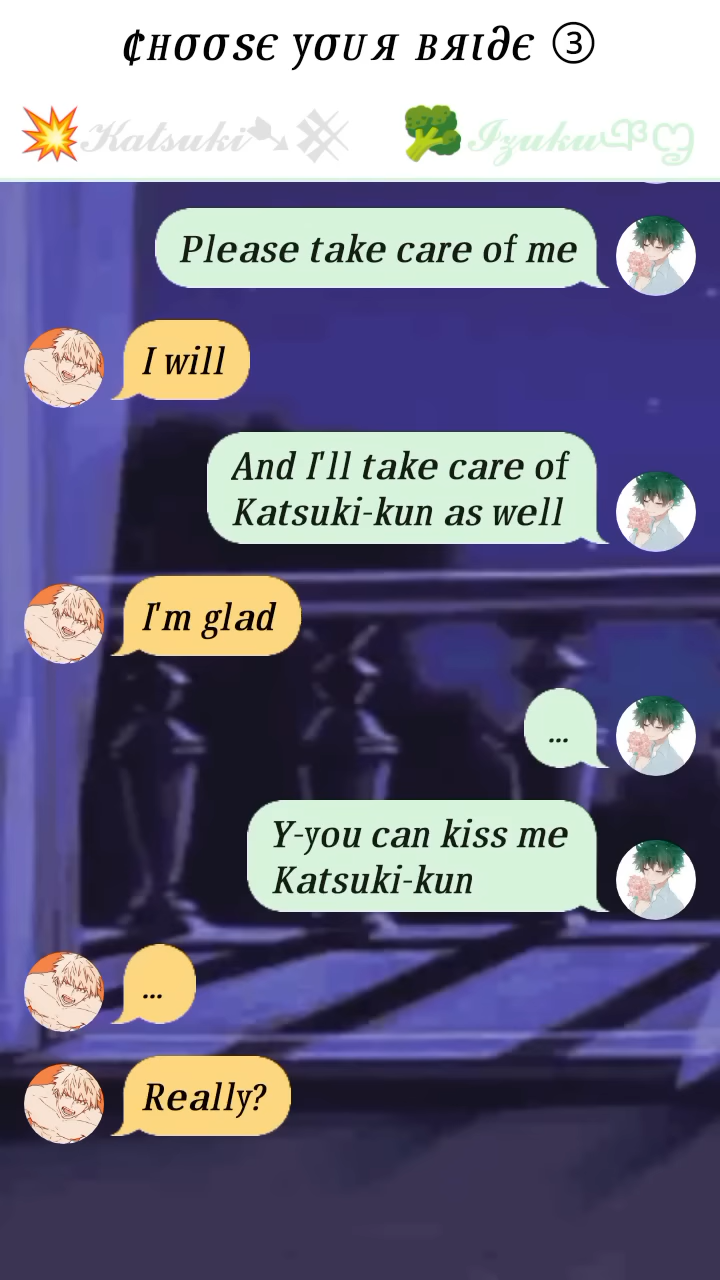 ₵нσσѕє уσυя вяι∂є ③
💥𝓚𝓪𝓽𝓼𝓾𝓴𝓲 🥦𝓘𝔃𝓾𝓴𝓾
Please take care of me
I will
And I'll take care of
Katsuki-kun as well
I'm glad
...
Y-you can kiss me
Katsuki-kun
...
Really?